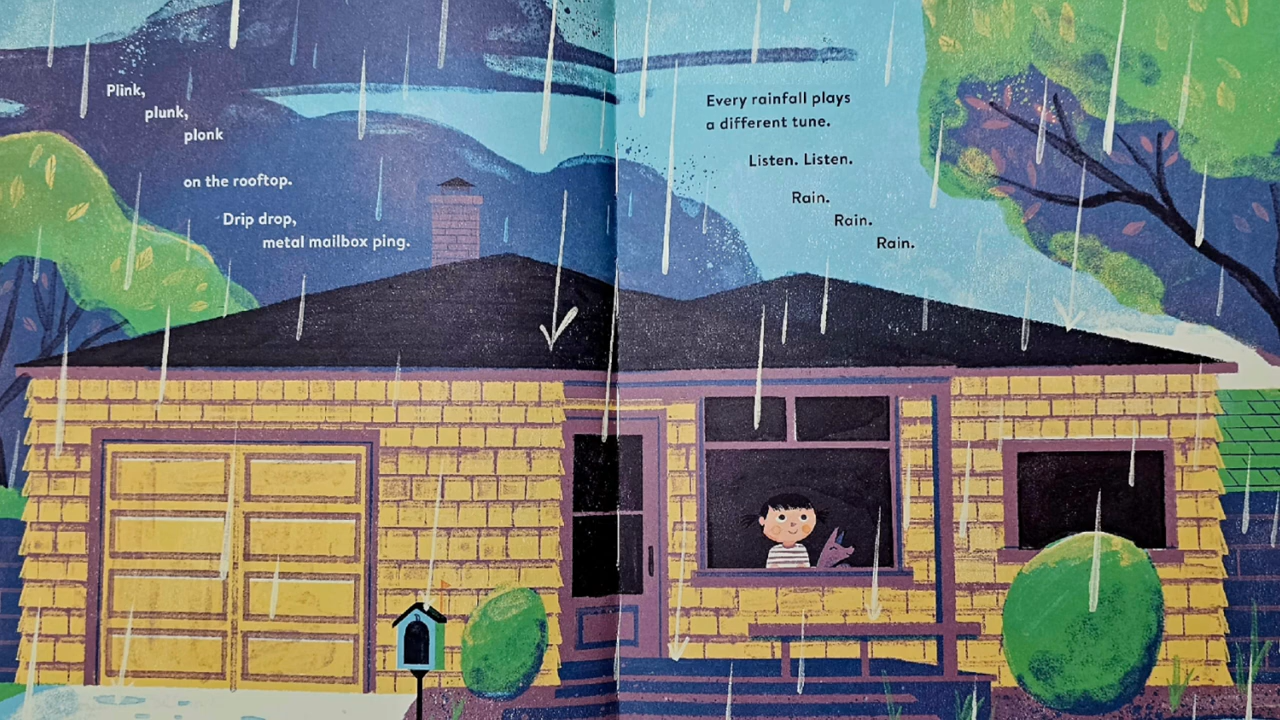 Plink,
plunk,
plonk
on the rooftop.
Drip drop,
metal mailbox ping.
Every rainfall plays
a different tune.
Listen. Listen.
Rain.
Rain.
Rain.